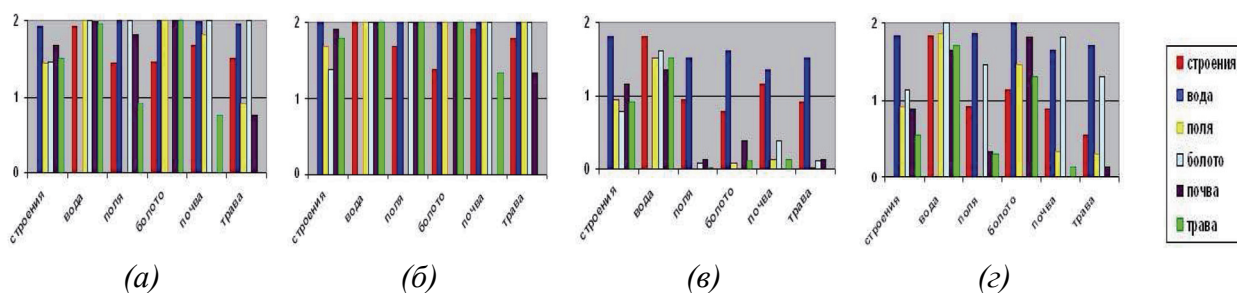 2
1
0
строения
вода
поля
болото
почва
трава
(а)
2
1
0
строения
вода
поля
болото
почва
трава
(б)
2
1
0
строения
вода
поля
болото
почва
трава
(в)
2
1
0
строения
вода
поля
болото
почва
трава
(г)
строения
вода
поля
болото
почва
трава